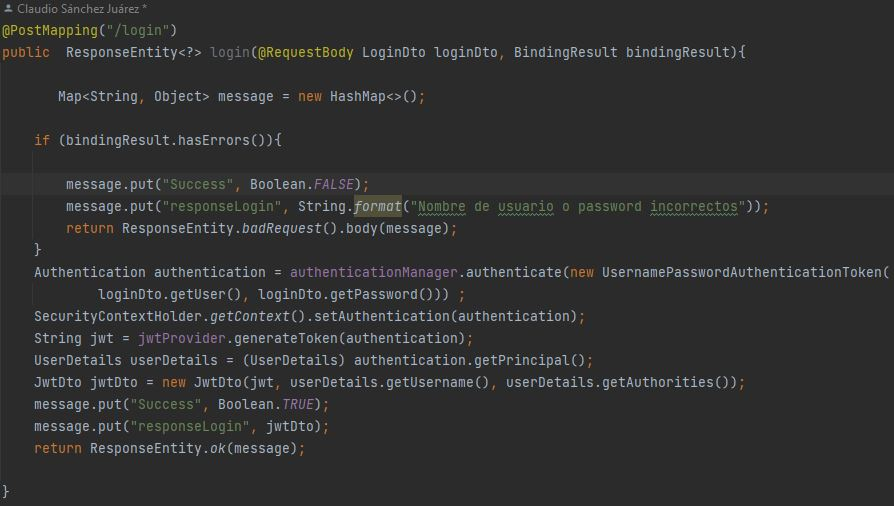 Claudio Sánchez Juárez *
@PostMapping("/login")
public  ResponseEntity<?> login(@RequestBody LoginDto loginDto, BindingResult bindingResult){
       Map<String, Object> message = new HashMap<>();
    if (bindingResult.hasErrors()){
        message.put("Success", Boolean.FALSE);
        message.put("responseLogin", String.format("Nombre de usuario o password incorrectos"));
        return ResponseEntity.badRequest().body(message);
    }
    Authentication authentication = authenticationManager.authenticate(new UsernamePasswordAuthenticationToken(
            loginDto.getUser(), loginDto.getPassword())) ;
    SecurityContextHolder.getContext().setAuthentication(authentication);
    String jwt = jwtProvider.generateToken(authentication);
    UserDetails userDetails = (UserDetails) authentication.getPrincipal();
    JwtDto jwtDto = new JwtDto(jwt, userDetails.getUsername(), userDetails.getAuthorities());
    message.put("Success", Boolean.TRUE);
    message.put("responseLogin", jwtDto);
    return ResponseEntity.ok(message);
}